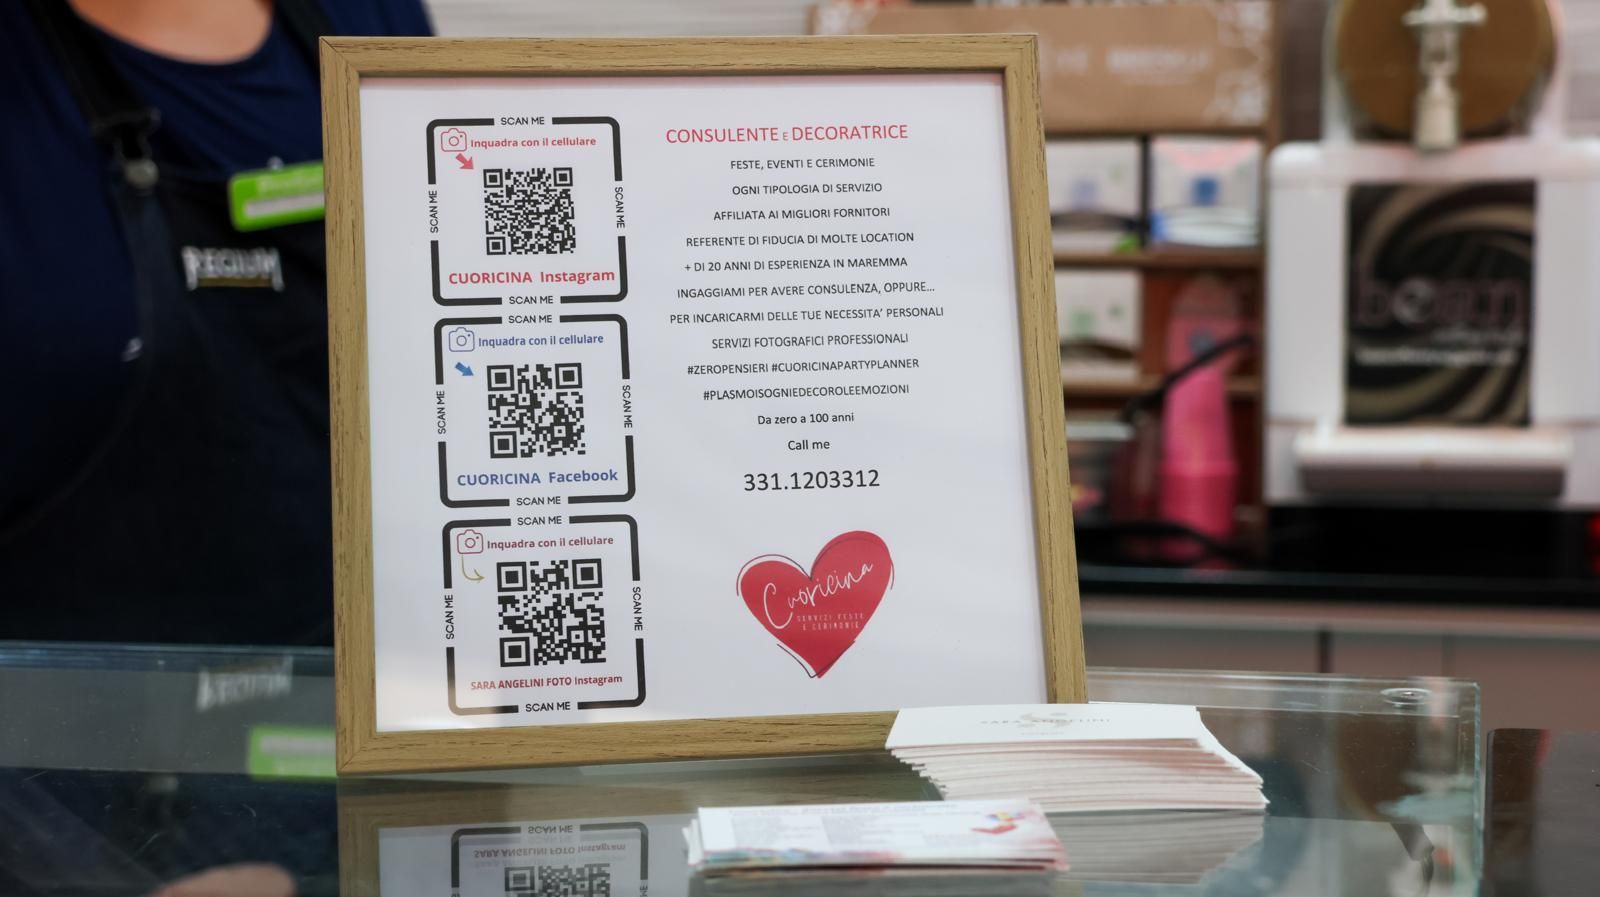 SCAN ME
Inquadra con il cellulare
SCAN ME
SCAN ME
CUORICINA Instagram
SCAN ME
SCAN ME
Inquadra con il cellulare
SCAN ME
SCAN ME
CUORICINA Facebook
SCAN ME
SCAN ME
Inquadra con il cellulare
SCAN ME
SCAN ME
SARA ANGELINI FOTO Instagram
SCAN ME
CONSULENTE E DECORATRICE
FESTE, EVENTI E CERIMONIE
OGNI TIPOLOGIA DI SERVIZIO
AFFILIATA AI MIGLIORI FORNITORI
REFERENTE DI FIDUCIA DI MOLTE LOCATION
+ DI 20 ANNI DI ESPERIENZA IN MAREMMA
INGAGGIAMI PER AVERE CONSULENZA, OPPURE...
PER INCARICARMI DELLE TUE NECESSITA' PERSONALI
SERVIZI FOTOGRAFICI PROFESSIONALI
#ZEROPENSIERI #CUORICINAPARTYPLANNER
#PLASMOISOGNIEDECOROLEEMOZIONI
Da zero a 100 anni
Call me
331.1203312
Cuoricina
SERVIZI FESTE
E CERIMONIE
SARA ANGELINI
REGIUM
bean